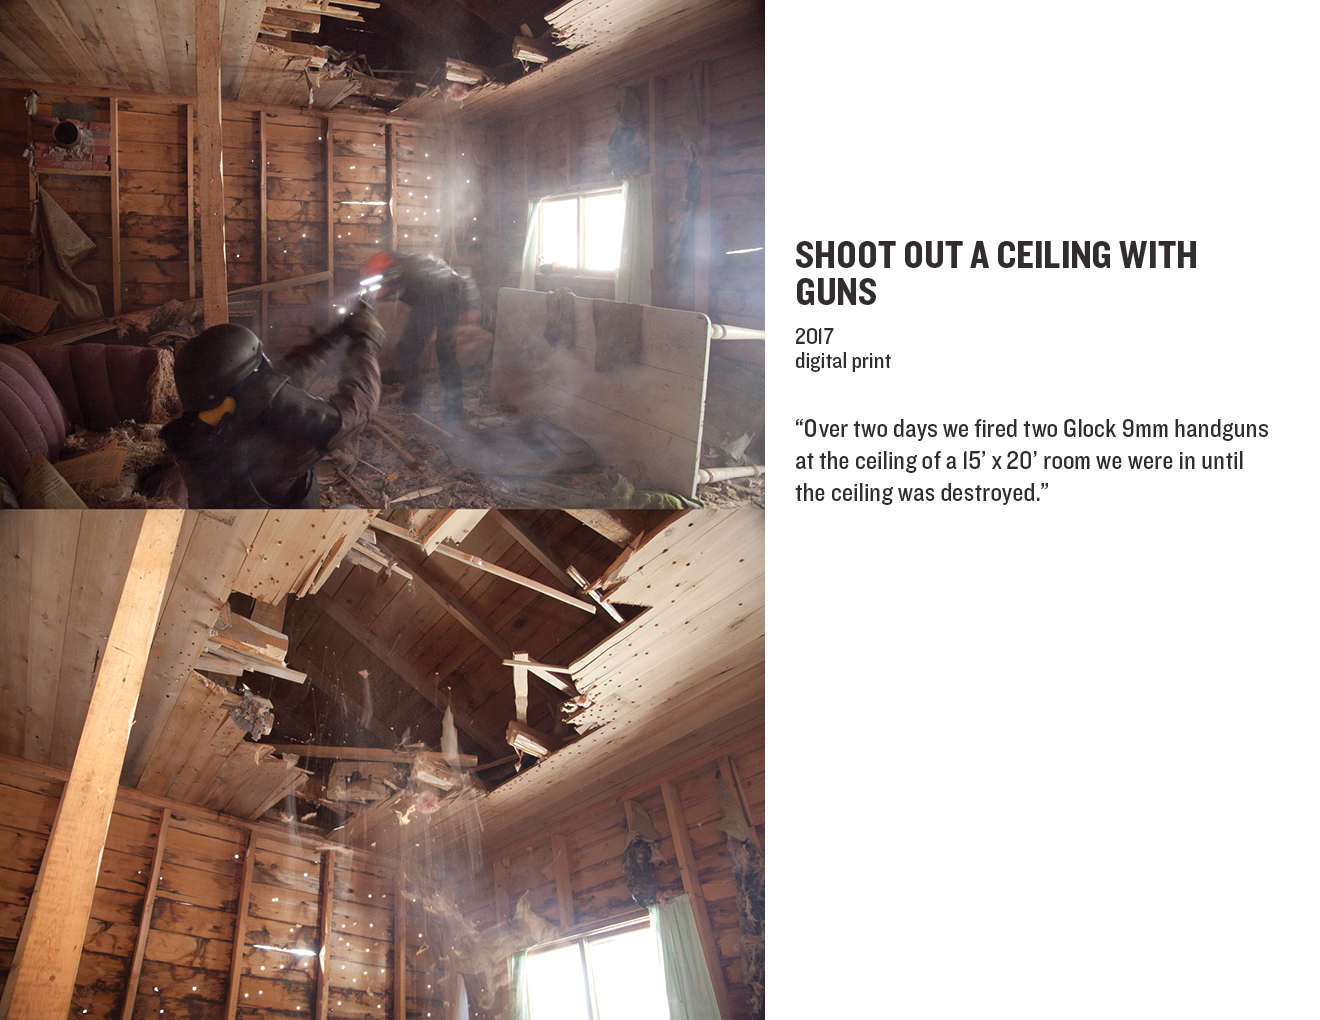 SHOOT OUT A CEILING WITH
GUNS
2017
digital print
“Over two days we fired two Glock 9mm handguns
at the ceiling of a 15’ x 20’ room we were in until
the ceiling was destroyed.”